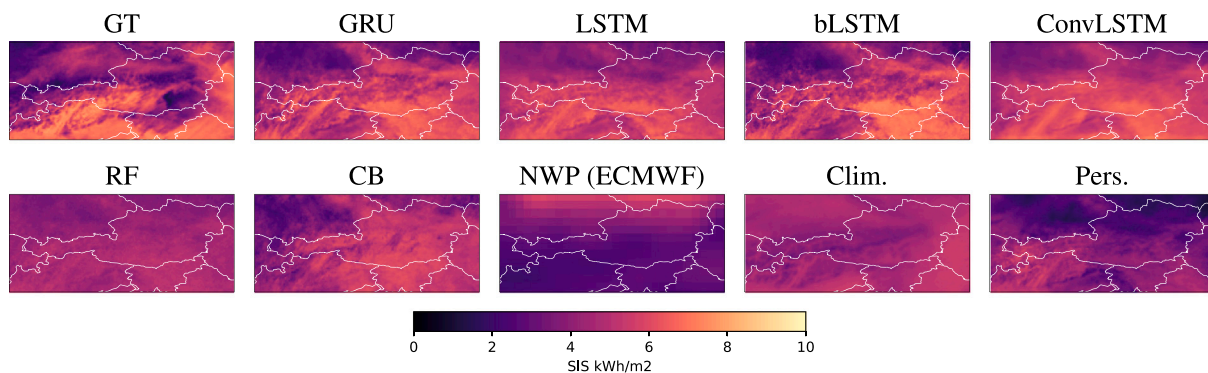 GT GRU LSTM bLSTM ConvLSTM
RF CB NWP (ECMWF) Clim. Pers.
0 2 4 6 8 10
SIS kWh/m2